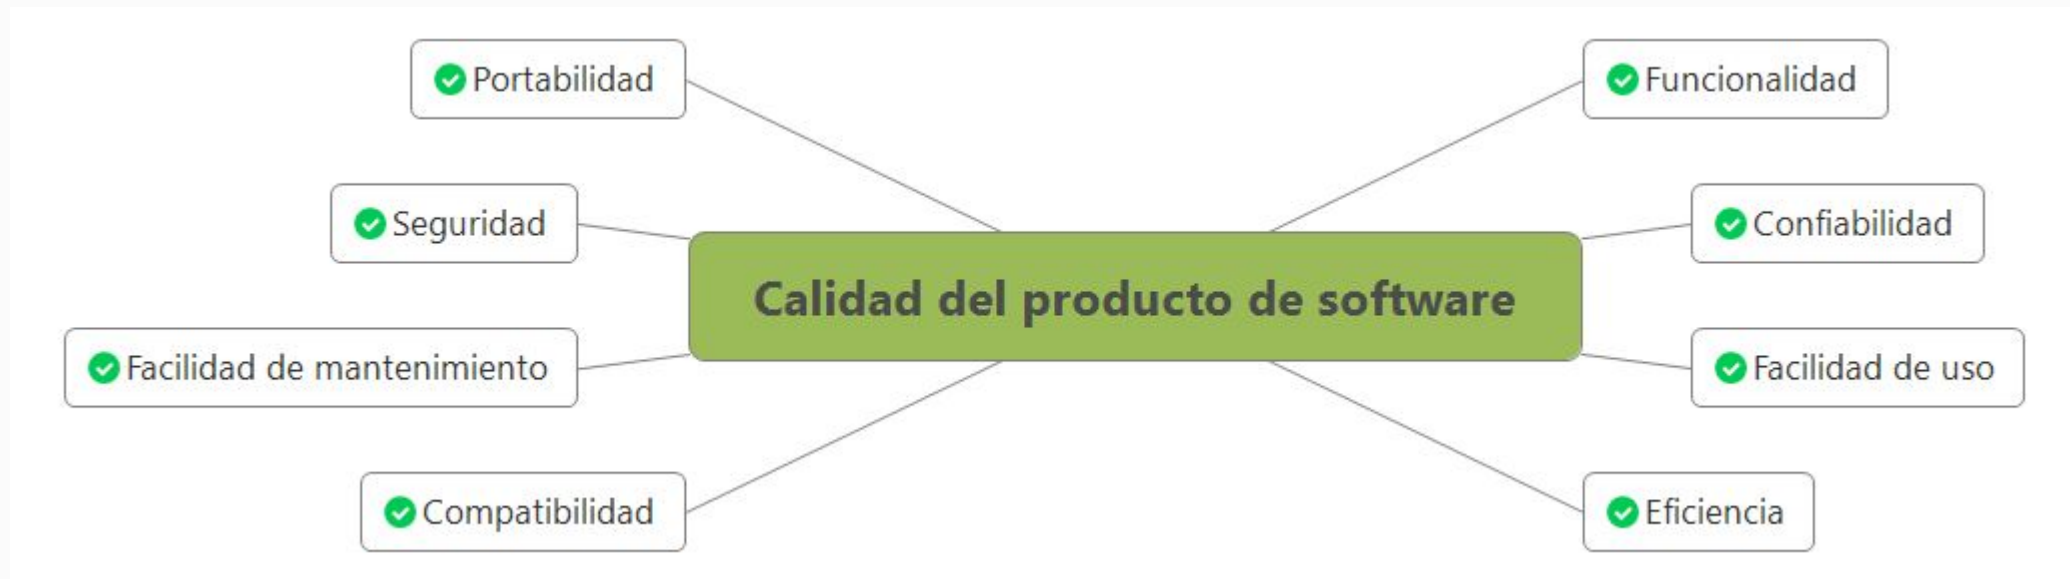 Portabilidad
Funcionalidad
Seguridad
Confiabilidad
Calidad del producto de software
Facilidad de mantenimiento
Facilidad de uso
Compatibilidad
Eficiencia